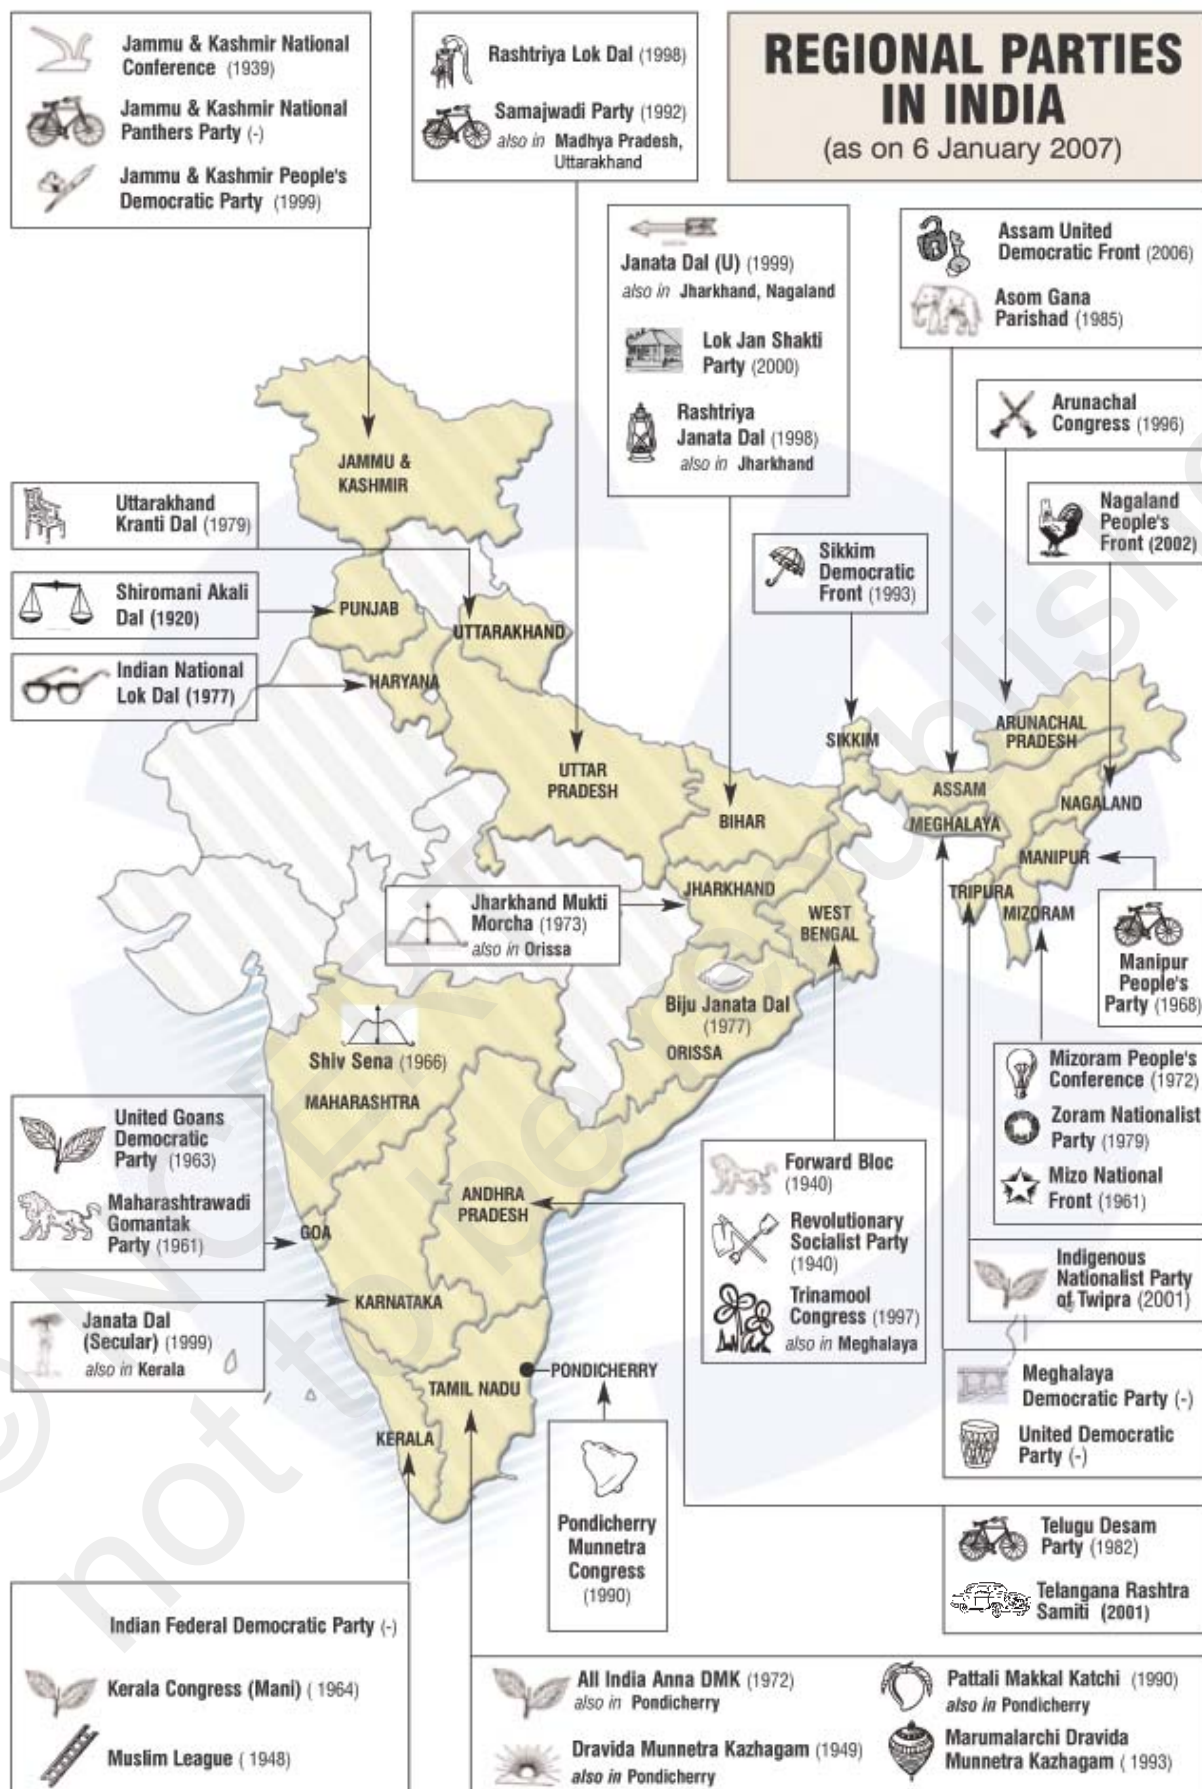 REGIONAL PARTIES
IN INDIA
(as on 6 January 2007)
Jammu & Kashmir National
Conference (1939)
Jammu & Kashmir National
Panthers Party (-)
Jammu & Kashmir People's
Democratic Party (1999)
Rashtriya Lok Dal (1998)
Samajwadi Party (1992)
also in Madhya Pradesh,
Uttarakhand
Janata Dal (U) (1999)
also in Jharkhand, Nagaland
Lok Jan Shakti
Party (2000)
Rashtriya
Janata Dal (1998)
also in Jharkhand
Assam United
Democratic Front (2006)
Asom Gana
Parishad (1985)
Arunachal
Congress (1996)
Nagaland
People's
Front (2002)
Sikkim
Democratic
Front (1993)
Uttarakhand
Kranti Dal (1979)
Shiromani Akali
Dal (1920)
Indian National
Lok Dal (1977)
JAMMU &
KASHMIR
PUNJAB
UTTARAKHAND
HARYANA
UTTAR
PRADESH
BIHAR
SIKKIM
ARUNACHAL
PRADESH
ASSAM
NAGALAND
MEGHALAYA
MANIPUR
TRIPURA
MIZORAM
JHARKHAND
WEST
BENGAL
Jharkhand Mukti
Morcha (1973)
also in Orissa
Biju Janata Dal
(1977)
ORISSA
Shiv Sena (1966)
MAHARASHTRA
Manipur
People's
Party (1968)
Mizoram People's
Conference (1972)
Zoram Nationalist
Party (1979)
Mizo National
Front (1961)
Indigenous
Nationalist Party
of Twipra (2001)
United Goans
Democratic
Party (1963)
Maharashtrawadi
Gomantak
Party (1961)
GOA
ANDHRA
PRADESH
Forward Bloc
(1940)
Revolutionary
Socialist Party
(1940)
Trinamool
Congress (1997)
also in Meghalaya
Janata Dal
(Secular) (1999)
also in Kerala
KARNATAKA
TAMIL NADU
PONDICHERRY
KERALA
Meghalaya
Democratic Party (-)
United Democratic
Party (-)
Pondicherry
Munnetra
Congress
(1990)
Telugu Desam
Party (1982)
Telangana Rashtra
Samiti (2001)
Indian Federal Democratic Party (-)
Kerala Congress (Mani) ( 1964)
Muslim League ( 1948)
All India Anna DMK (1972)
also in Pondicherry
Dravida Munnetra Kazhagam (1949)
also in Pondicherry
Pattali Makkal Katchi (1990)
also in Pondicherry
Marumalarchi Dravida
Munnetra Kazhagam ( 1993)